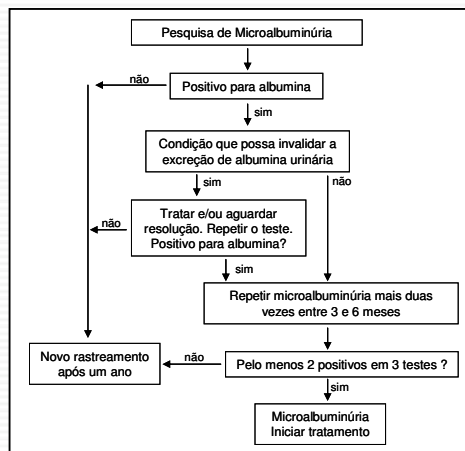 Pesquisa de Microalbuminúria
não
Positivo para albumina
sim
Condição que possa invalidar a
excreção de albumina urinária
sim
não
Tratar e/ou aguardar
resolução. Repetir o teste.
Positivo para albumina?
não
sim
Repetir microalbuminúria mais duas
vezes entre 3 e 6 meses
Novo rastreamento
após um ano
não
Pelo menos 2 positivos em 3 testes ?
sim
Microalbuminúria
Iniciar tratamento